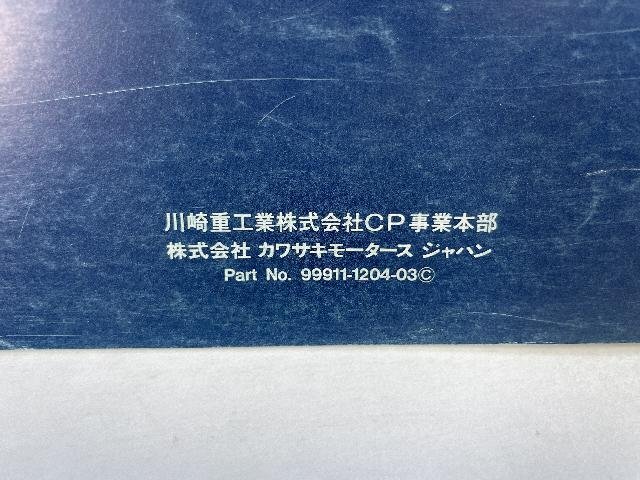 川崎重工業株式会社CP事業本部
株式会社 カワサキモータース ジャパン
Part No. 99911-1204-03©